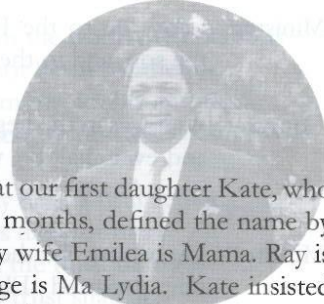 at our first daughter Kate, who
months, defined the name by
wife Emilea is Mama. Ray is
ge is Ma Lydia. Kate insisted